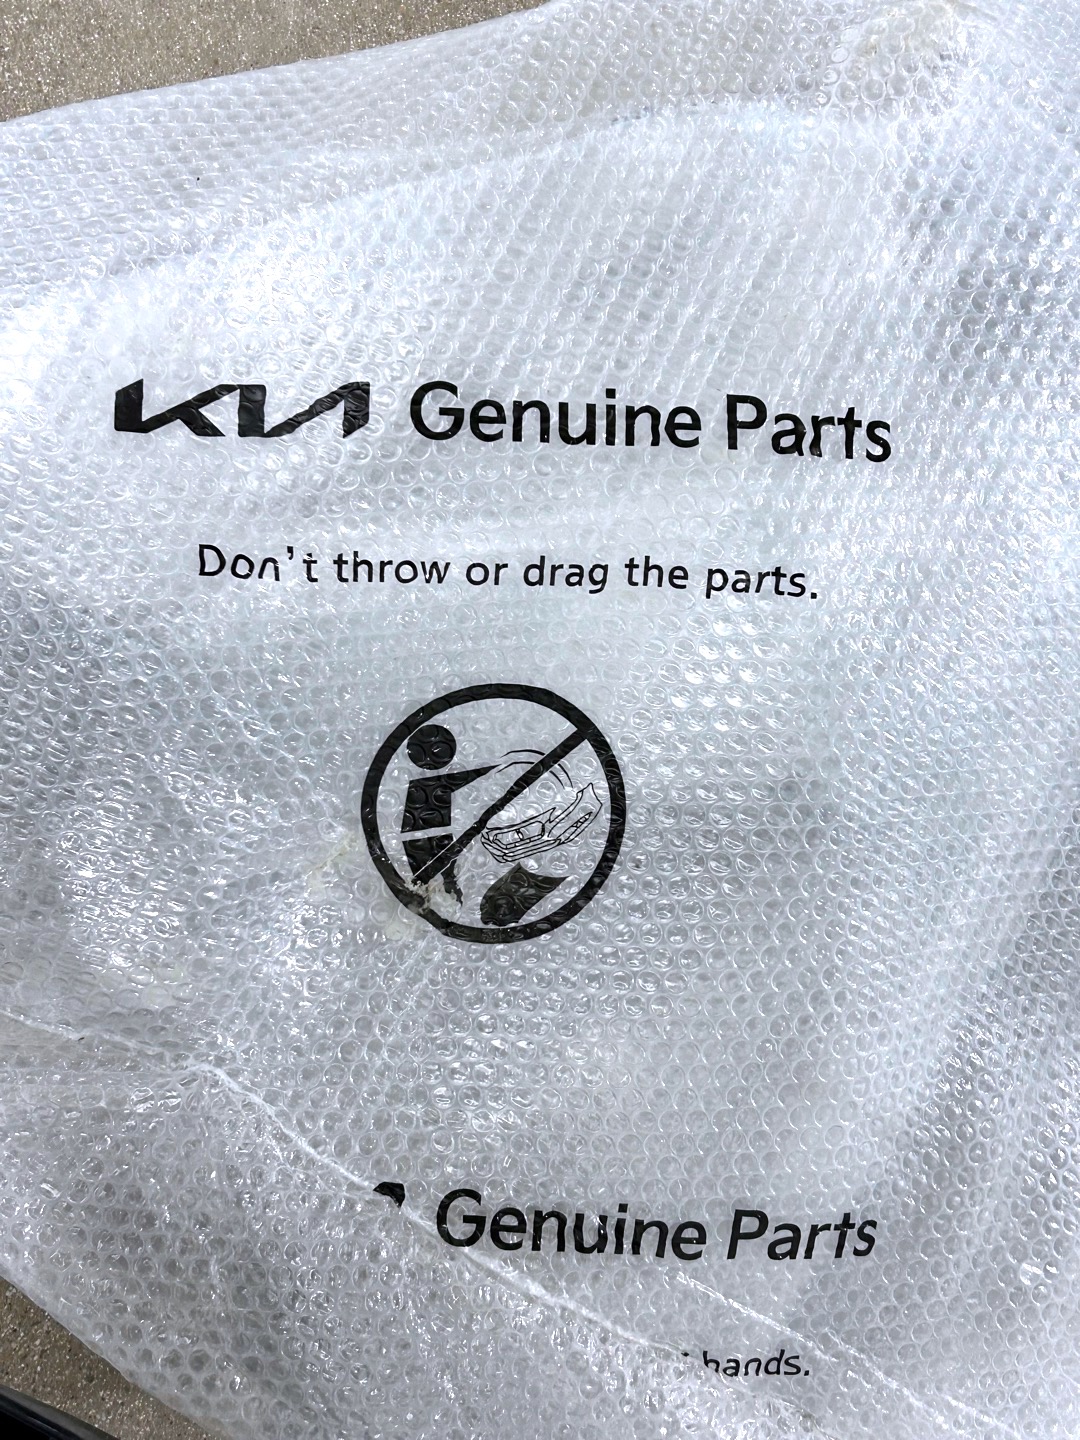 KIA Genuine Parts
Don't throw or drag the parts.
Genuine Parts
hands.